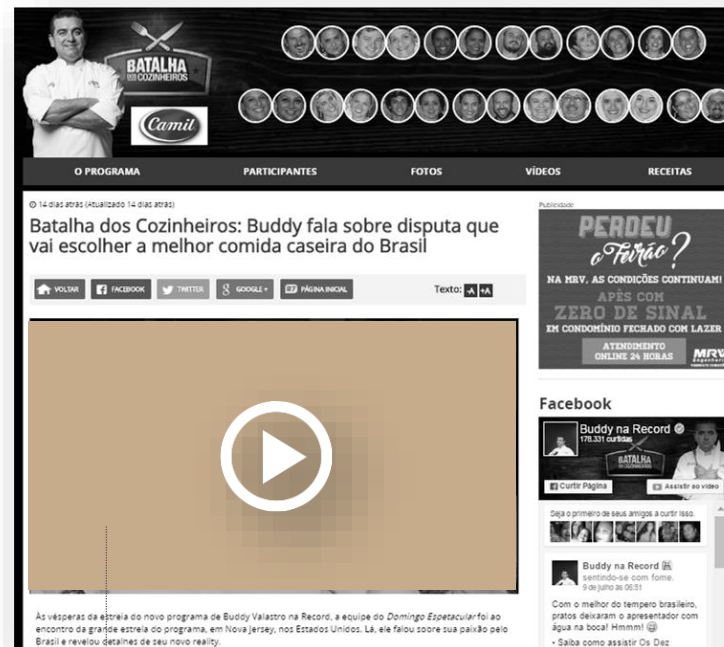 BATALHA
DOS COZINHEIROS
Camil
O PROGRAMA
PARTICIPANTES
FOTOS
VÍDEOS
RECEITAS
14 dias atrás (Atualizado 14 dias atrás)
Batalha dos Cozinheiros: Buddy fala sobre disputa que
vai escolher a melhor comida caseira do Brasil
VOLTAR
FACEBOOK
TWITTER
GOOGLE+
PÁGINA INICIAL
Texto: -A +A
Às vésperas da estreia do novo programa de Buddy Valastro na Record, a equipe do Domingo Espetacular foi ao
encontro da grande estrela do programa, em Nova Jersey, nos Estados Unidos. Lá, ele falou sobre sua paixão pelo
Brasil e revelou detalhes de seu novo reality.
Publicidade
PERDEU
o Feirão?
NA MRV, AS CONDIÇÕES CONTINUAM!
APÊS COM
ZERO DE SINAL
EM CONDOMÍNIO FECHADO COM LAZER
ATENDIMENTO
ONLINE 24 HORAS
MRV
Engenharia
Facebook
Buddy na Record
178.331 curtidas
BATALHA
Curtir Página
Assistir ao vídeo
Seja o primeiro de seus amigos a curtir isso.
Buddy na Record
sentindo-se com fome.
9 de julho às 06:51
Com o melhor do tempero brasileiro,
pratos deixaram o apresentador com
água na boca! Hmmm!
- Saiba como assistir Os Dez